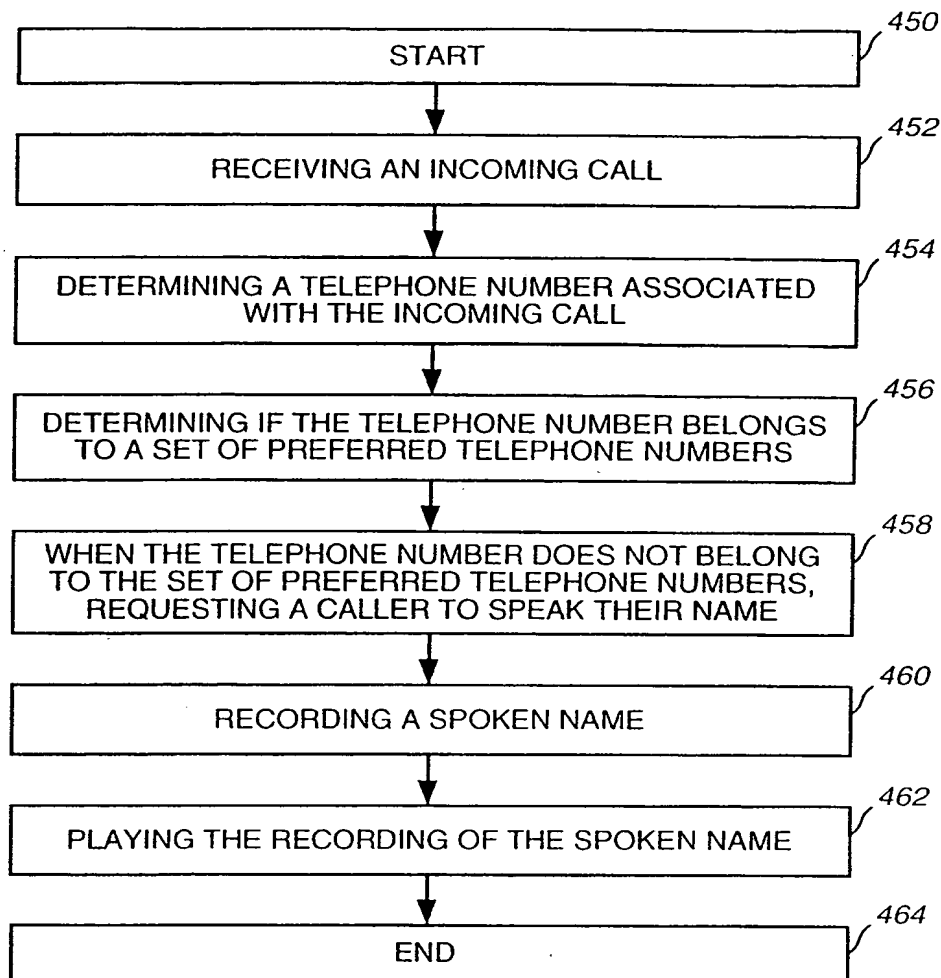 450
START
452
RECEIVING AN INCOMING CALL
454
DETERMINING A TELEPHONE NUMBER ASSOCIATED
WITH THE INCOMING CALL
456
DETERMINING IF THE TELEPHONE NUMBER BELONGS
TO A SET OF PREFERRED TELEPHONE NUMBERS
458
WHEN THE TELEPHONE NUMBER DOES NOT BELONG
TO THE SET OF PREFERRED TELEPHONE NUMBERS,
REQUESTING A CALLER TO SPEAK THEIR NAME
460
RECORDING A SPOKEN NAME
462
PLAYING THE RECORDING OF THE SPOKEN NAME
464
END